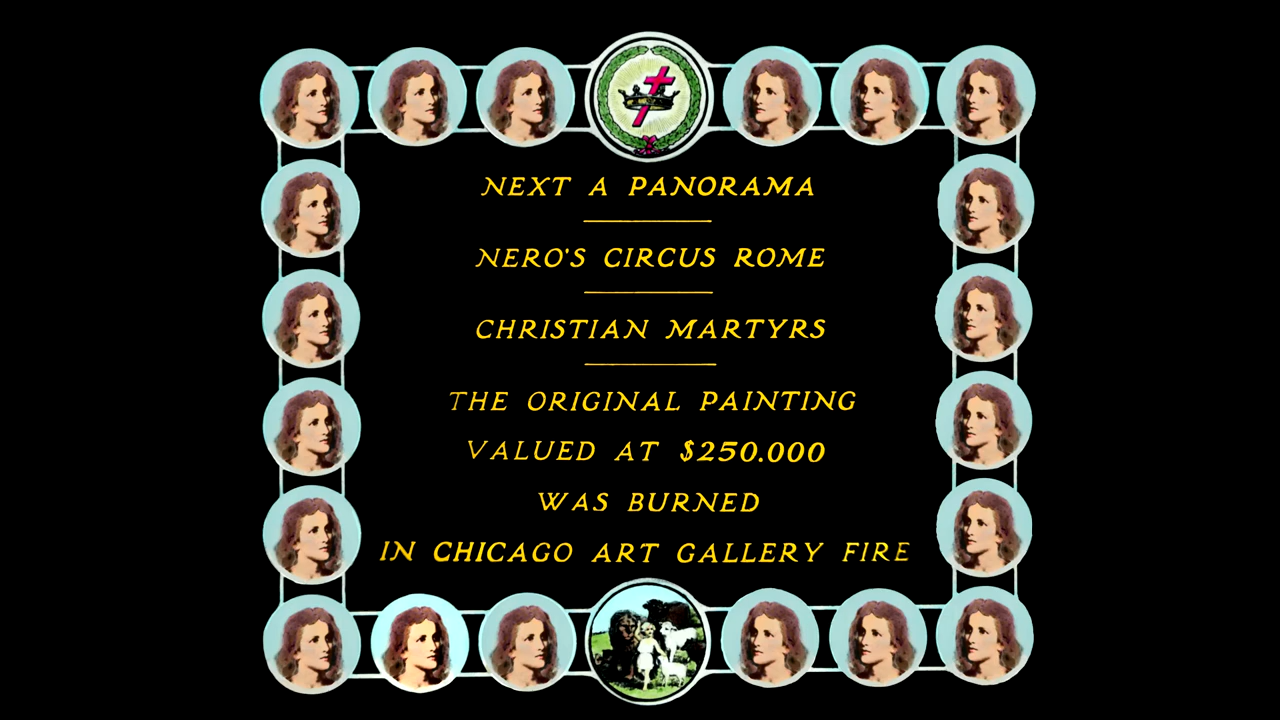 NEXT A PANORAMA
NERO'S CIRCUS ROME
CHRISTIAN MARTYRS
THE ORIGINAL PAINTING
VALUED AT $250.000
WAS BURNED
IN CHICAGO ART GALLERY FIRE